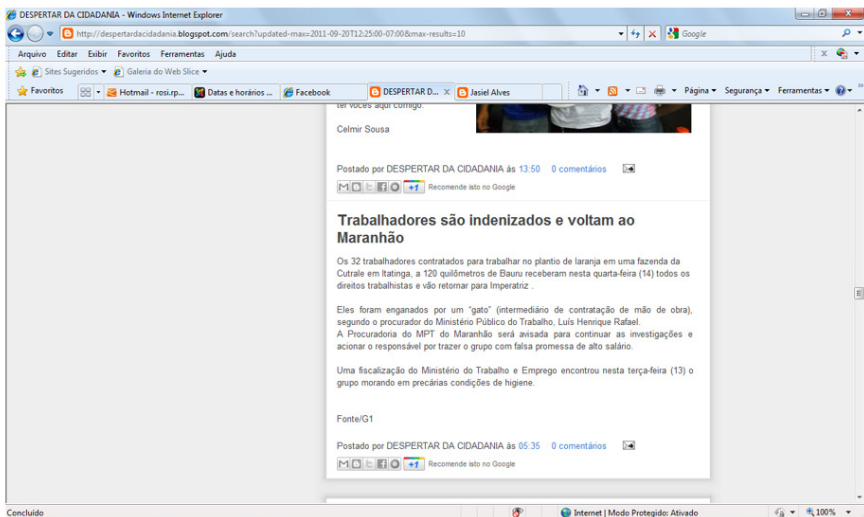 DESPERTAR DA CIDADANIA - Windows Internet Explorer
http://despertardacidadania.blogspot.com/search?updated-max=2011-09-20T12:25:00-07:00&max-results=10
Google
Arquivo Editar Exibir Favoritos Ferramentas Ajuda
Sites Sugeridos Galeria do Web Slice
Favoritos Hotmail - rosi.rp... Datas e horários ... Facebook DESPERTAR D... Jasiel Alves Página Segurança Ferramentas
ter vocês aqui comigo.
Celmir Sousa
Postado por DESPERTAR DA CIDADANIA às 13:50 0 comentários
+1 Recomende isto no Google
Trabalhadores são indenizados e voltam ao
Maranhão
Os 32 trabalhadores contratados para trabalhar no plantio de laranja em uma fazenda da
Cutrale em Itatinga, a 120 quilômetros de Bauru receberam nesta quarta-feira (14) todos os
direitos trabalhistas e vão retornar para Imperatriz .
Eles foram enganados por um "gato" (intermediário de contratação de mão de obra),
segundo o procurador do Ministério Público do Trabalho, Luís Henrique Rafael.
A Procuradoria do MPT do Maranhão será avisada para continuar as investigações e
acionar o responsável por trazer o grupo com falsa promessa de alto salário.
Uma fiscalização do Ministério do Trabalho e Emprego encontrou nesta terça-feira (13) o
grupo morando em precárias condições de higiene.
Fonte/G1
Postado por DESPERTAR DA CIDADANIA às 05:35 0 comentários
+1 Recomende isto no Google
Concluído Internet | Modo Protegido: Ativado 100%